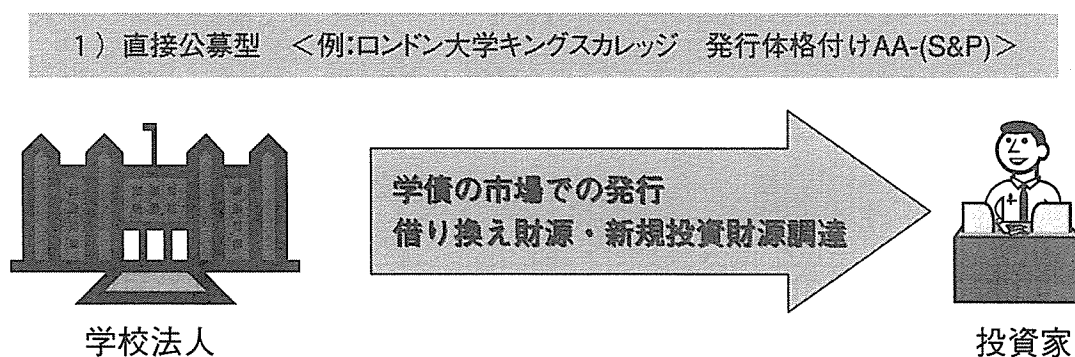 1）直接公募型　＜例：ロンドン大学キングスカレッジ　発行体格付けAA-(S&P)＞
学債の市場での発行
借り換え財源・新規投資財源調達
学校法人
投資家